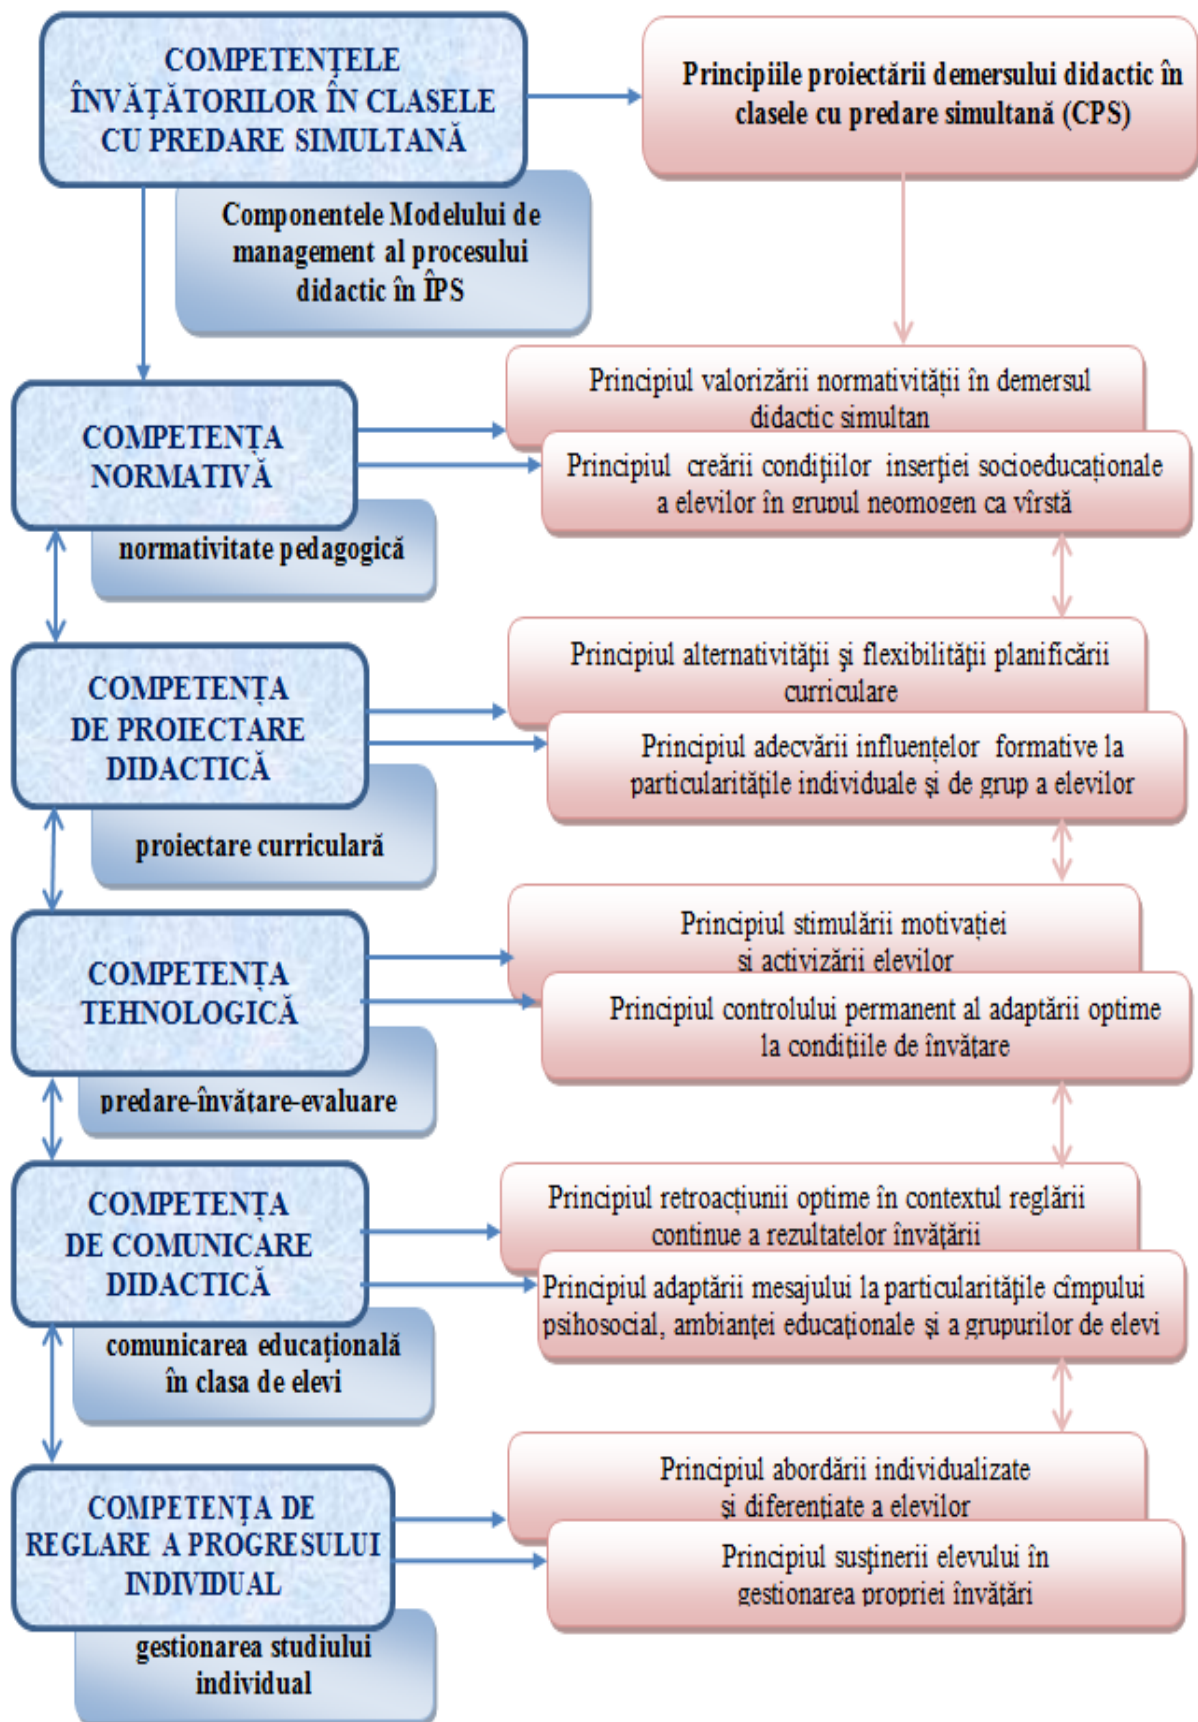 COMPETENȚELE
ÎNVĂȚĂTORILOR ÎN CLASELE
CU PREDARE SIMULTANĂ
Principiile proiectării demersului didactic în
clasele cu predare simultană (CPS)
Componentele Modelului de
management al procesului
didactic în ÎPS
COMPETENȚA
NORMATIVĂ
normativitate pedagogică
Principiul valorizării normativității în demersul
didactic simultan
Principiul creării condițiilor inserției socioeducaționale
a elevilor în grupul neomogen ca vîrstă
COMPETENȚA
DE PROIECTARE
DIDACTICĂ
proiectare curriculară
Principiul alternativității și flexibilității planificării
curriculare
Principiul adecvării influențelor formative la
particularitățile individuale și de grup a elevilor
COMPETENȚA
TEHNOLOGICĂ
predare-învățare-evaluare
Principiul stimulării motivației
si activizării elevilor
Principiul controlului permanent al adaptării optime
la condițiile de învățare
COMPETENȚA
DE COMUNICARE
DIDACTICĂ
comunicarea educațională
în clasa de elevi
Principiul retroacțiunii optime în contextul reglării
continue a rezultatelor învățării
Principiul adaptării mesajului la particularitățile cîmpului
psihosocial, ambianței educaționale și a grupurilor de elevi
COMPETENȚA DE
REGLARE A PROGRESULUI
INDIVIDUAL
gestionarea studiului
individual
Principiul abordării individualizate
și diferențiate a elevilor
Principiul susținerii elevului în
gestionarea propriei învățări